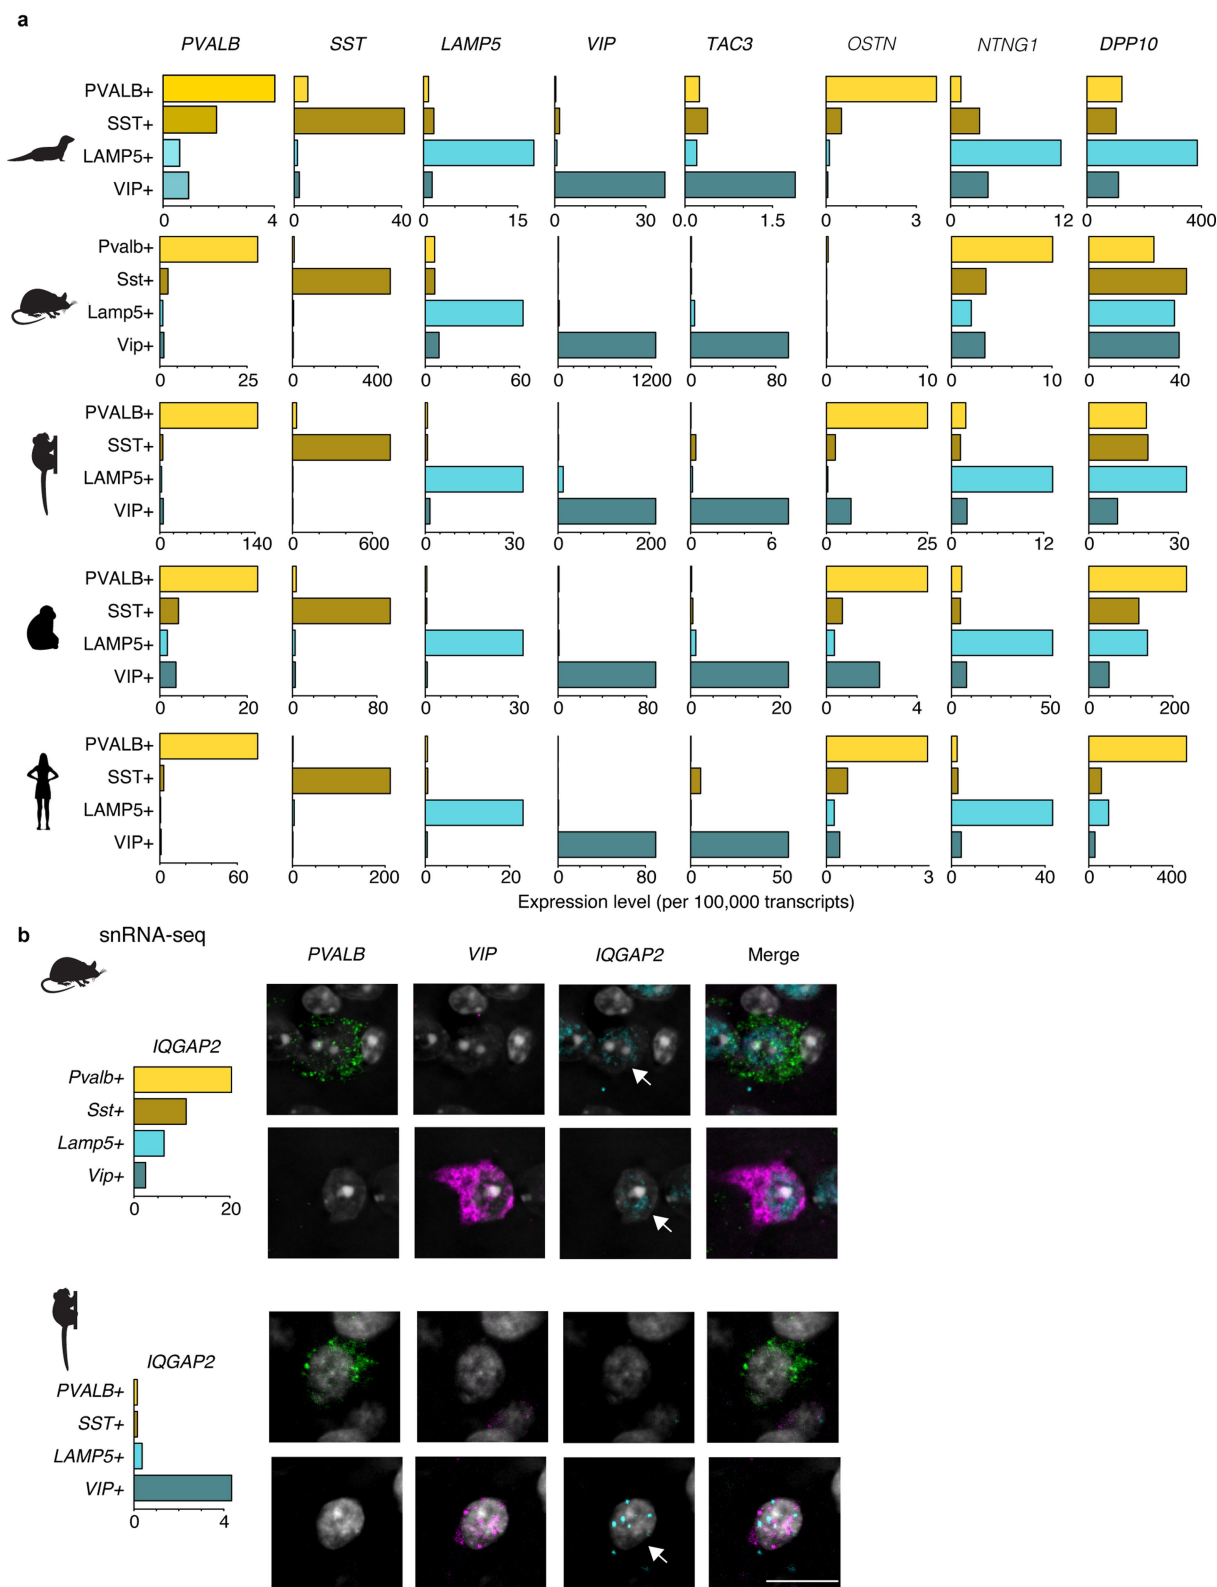 a
PVALB SST LAMP5 VIP TAC3 OSTN NTNG1 DPP10
PVALB+
SST+
LAMP5+
VIP+
0 4 0 40 0 15 0 30 0.0 1.5 0 3 0 12 0 400
Pvalb+
Sst+
Lamp5+
Vip+
0 25 0 400 0 60 0 1200 0 80 0 10 0 10 0 40
PVALB+
SST+
LAMP5+
VIP+
0 140 0 600 0 30 0 200 0 6 0 25 0 12 0 30
PVALB+
SST+
LAMP5+
VIP+
0 20 0 80 0 30 0 80 0 20 0 4 0 50 0 200
PVALB+
SST+
LAMP5+
VIP+
0 60 0 200 0 20 0 80 0 50 0 3 0 40 0 400
Expression level (per 100,000 transcripts)
b snRNA-seq
PVALB VIP IQGAP2 Merge
IQGAP2
Pvalb+
Sst+
Lamp5+
Vip+
0 20
IQGAP2
PVALB+
SST+
LAMP5+
VIP+
0 4